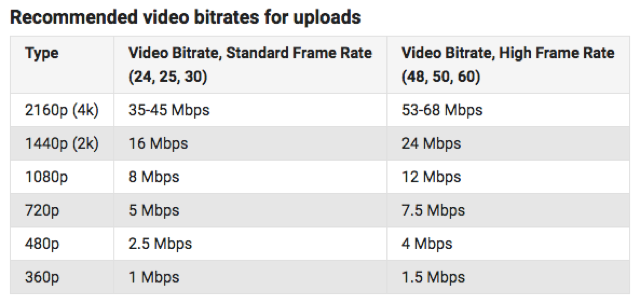 Recommended video bitrates for uploads
Type Video Bitrate, Standard Frame Rate (24, 25, 30) Video Bitrate, High Frame Rate (48, 50, 60)
2160p (4k) 35-45 Mbps 53-68 Mbps
1440p (2k) 16 Mbps 24 Mbps
1080p 8 Mbps 12 Mbps
720p 5 Mbps 7.5 Mbps
480p 2.5 Mbps 4 Mbps
360p 1 Mbps 1.5 Mbps